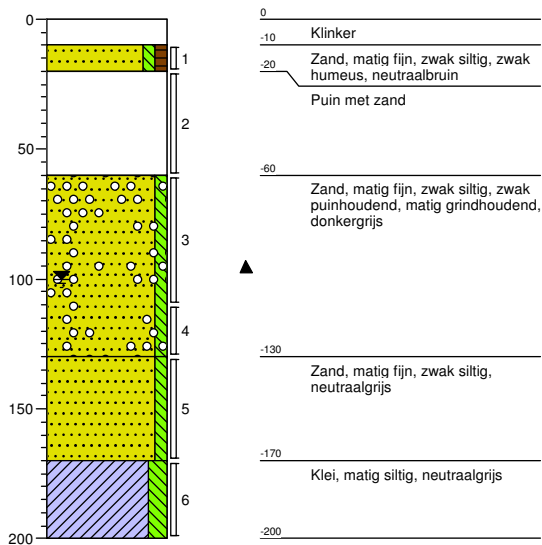 0
50
100
150
200
1
2
3
4
5
6
0
Klinker
-10
Zand, matig fijn, zwak siltig, zwak
humeus, neutraalbruin
-20
Puin met zand
-60
Zand, matig fijn, zwak siltig, zwak
puinhoudend, matig grindhoudend,
donkergrijs
-130
Zand, matig fijn, zwak siltig,
neutraalgrijs
-170
Klei, matig siltig, neutraalgrijs
-200